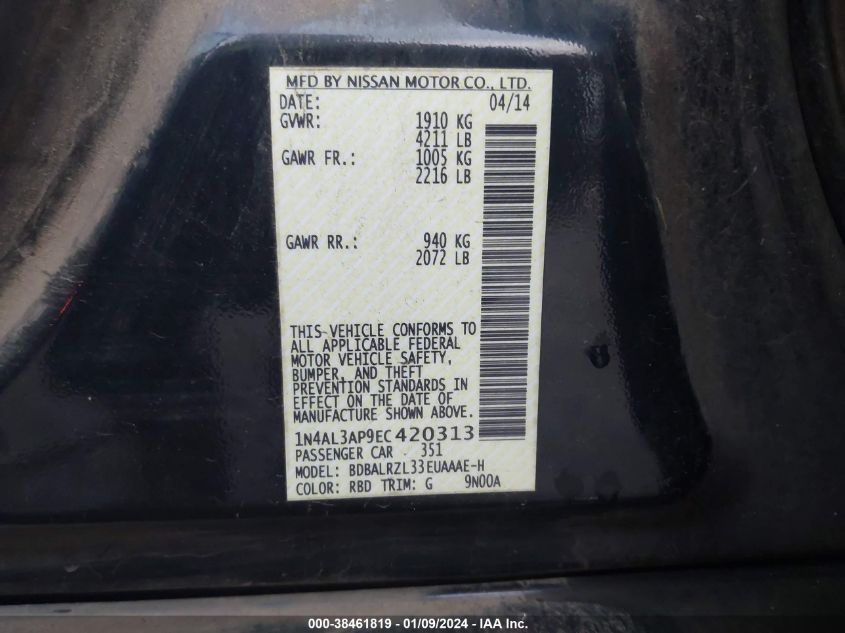 MFD BY NISSAN MOTOR CO., LTD.
DATE: 04/14
GVWR: 1910 KG
4211 LB
GAWR FR.: 1005 KG
2216 LB
GAWR RR.: 940 KG
2072 LB
THIS VEHICLE CONFORMS TO
ALL APPLICABLE FEDERAL
MOTOR VEHICLE SAFETY,
BUMPER, AND THEFT
PREVENTION STANDARDS IN
EFFECT ON THE DATE OF
MANUFACTURE SHOWN ABOVE.
1N4AL3AP9EC420313
PASSENGER CAR 351
MODEL: BDBALRZL33EUAAAE-H
COLOR: RBD TRIM: G 9N00A
000-38461819 - 01/09/2024 - IAA Inc.